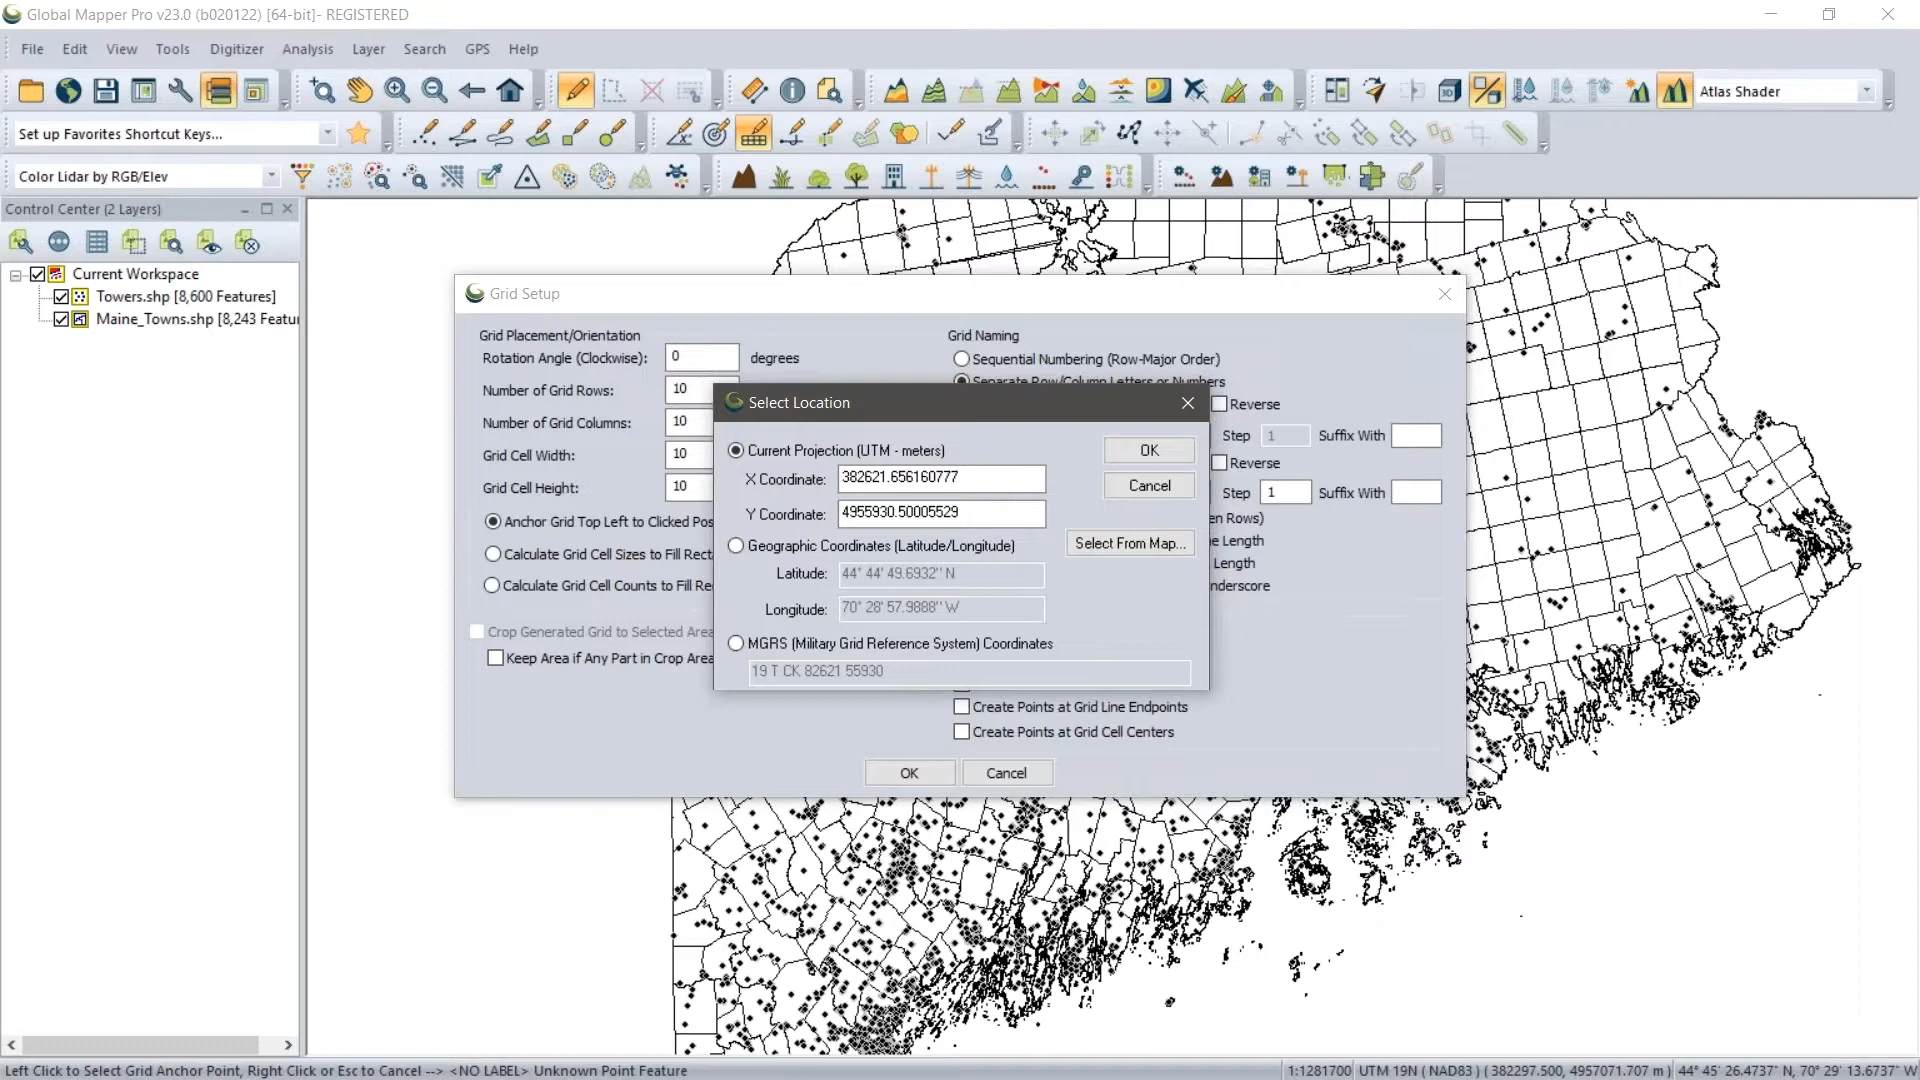 Global Mapper Pro v23.0 (b020122) [64-bit]- REGISTERED
File Edit View Tools Digitizer Analysis Layer Search GPS Help
Atlas Shader
Set up Favorites Shortcut Keys...
Color Lidar by RGB/Elev
Control Center (2 Layers)
Current Workspace
Towers.shp [8,600 Features]
Maine_Towns.shp [8,243 Featu
Grid Setup
Grid Placement/Orientation
Rotation Angle (Clockwise): 0 degrees
Number of Grid Rows: 10
Number of Grid Columns: 10
Grid Cell Width: 10
Grid Cell Height: 10
Anchor Grid Top Left to Clicked Pos
Calculate Grid Cell Sizes to Fill Rect
Calculate Grid Cell Counts to Fill Re
Crop Generated Grid to Selected Area
Keep Area if Any Part in Crop Area
Grid Naming
Sequential Numbering (Row-Major Order)
Separate Row/Column Letters or Numbers
Reverse
Step 1 Suffix With
Reverse
Step 1 Suffix With
en Rows)
e Length
Length
nderscore
Create Points at Grid Line Endpoints
Create Points at Grid Cell Centers
OK Cancel
Select Location
Current Projection (UTM - meters)
X Coordinate: 382621.656160777
Y Coordinate: 4955930.50005529
Geographic Coordinates (Latitude/Longitude)
Latitude: 44° 44' 49.6932" N
Longitude: 70° 28' 57.9888" W
MGRS (Military Grid Reference System) Coordinates
19 T CK 82621 55930
OK
Cancel
Select From Map...
Left Click to Select Grid Anchor Point, Right Click or Esc to Cancel --> <NO LABEL> Unknown Point Feature
1:1281700 UTM 19N ( NAD83 ) ( 382297.500, 4957071.707 m ) 44° 45' 26.4737" N, 70° 29' 13.6737" W